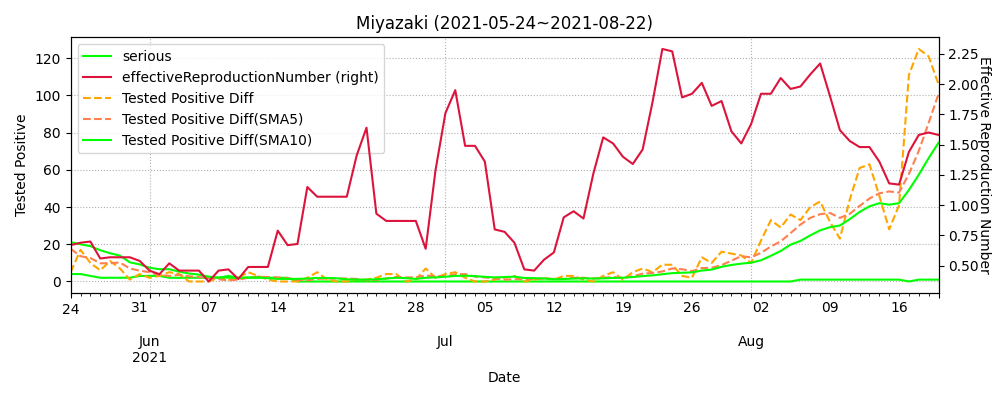 Miyazaki (2021-05-24~2021-08-22)
serious
effectiveReproductionNumber (right)
Tested Positive Diff
Tested Positive Diff(SMA5)
Tested Positive Diff(SMA10)
Tested Positive
120
100
80
60
40
20
0
2.25
2.00
1.75
1.50
1.25
1.00
0.75
0.50
Effective Reproduction Number
24 31 07 14 21 28 05 12 19 26 02 09 16
Jun Jul Aug
2021
Date